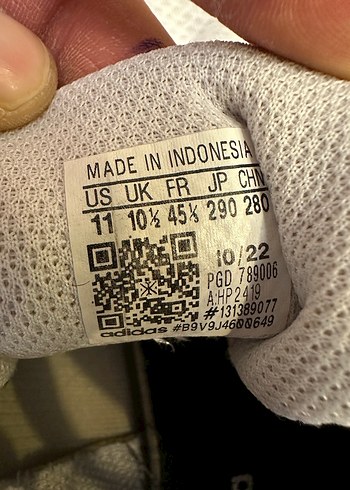 MADE IN INDONESIA
US UK FR JP CHN
11 10½ 45⅓ 290 280
10/22
PGD 789006
A:HP2419
#131389077
adidas #B9V9J4600649